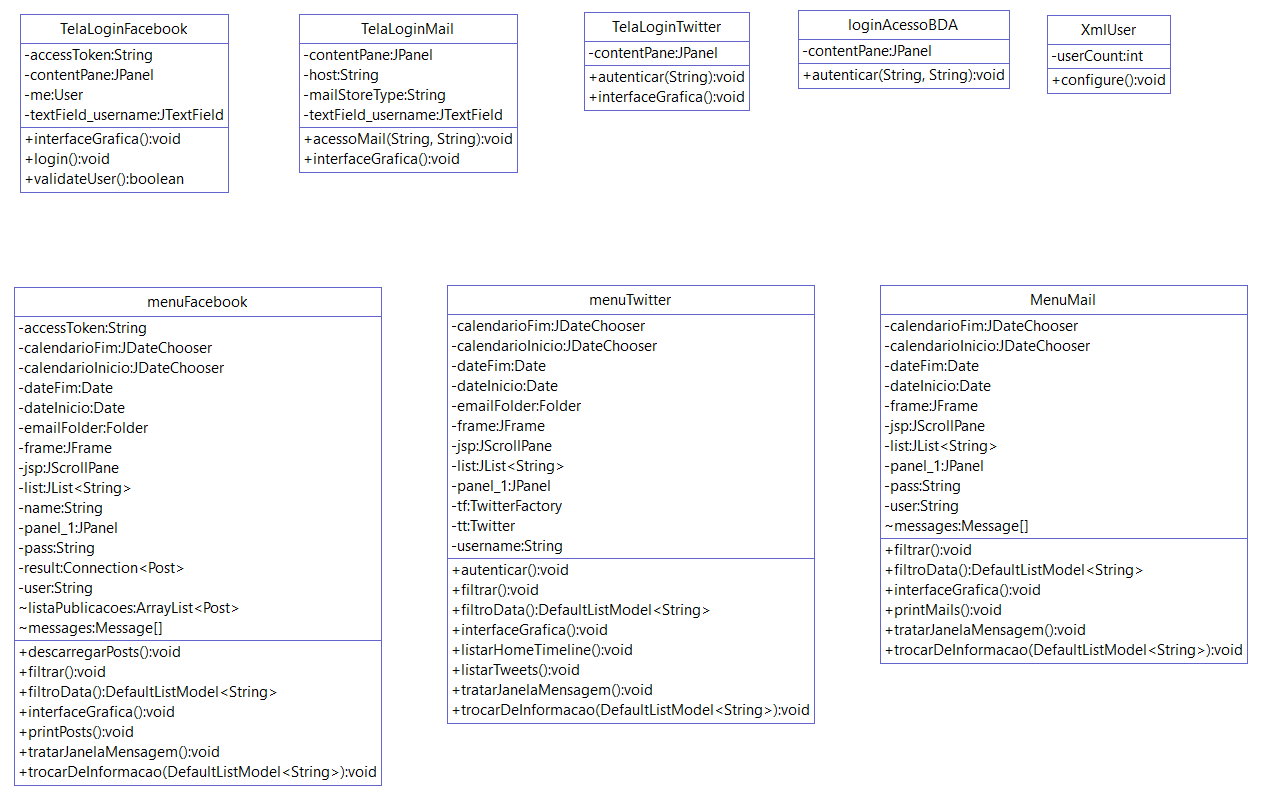 TelaLoginFacebook
-accessToken:String
-contentPane:JPanel
-me:User
-textField_username:JTextField
+interfaceGrafica():void
+login():void
+validateUser():boolean
TelaLoginMail
-contentPane:JPanel
-host:String
-mailStoreType:String
-textField_username:JTextField
+acessoMail(String, String):void
+interfaceGrafica():void
TelaLoginTwitter
-contentPane:JPanel
+autenticar(String):void
+interfaceGrafica():void
loginAcessoBDA
-contentPane:JPanel
+autenticar(String, String):void
XmlUser
-userCount:int
+configure():void
menuFacebook
-accessToken:String
-calendarioFim:JDateChooser
-calendarioInicio:JDateChooser
-dateFim:Date
-dateInicio:Date
-emailFolder:Folder
-frame:JFrame
-jsp:JScrollPane
-list:JList<String>
-name:String
-panel_1:JPanel
-pass:String
-result:Connection<Post>
-user:String
~listaPublicacoes:ArrayList<Post>
~messages:Message[]
+descarregarPosts():void
+filtrar():void
+filtroData():DefaultListModel<String>
+interfaceGrafica():void
+printPosts():void
+tratarJanelaMensagem():void
+trocarDeInformacao(DefaultListModel<String>):void
menuTwitter
-calendarioFim:JDateChooser
-calendarioInicio:JDateChooser
-dateFim:Date
-dateInicio:Date
-emailFolder:Folder
-frame:JFrame
-jsp:JScrollPane
-list:JList<String>
-panel_1:JPanel
-tf:TwitterFactory
-tt:Twitter
-username:String
+autenticar():void
+filtrar():void
+filtroData():DefaultListModel<String>
+interfaceGrafica():void
+listarHomeTimeline():void
+listarTweets():void
+tratarJanelaMensagem():void
+trocarDeInformacao(DefaultListModel<String>):void
MenuMail
-calendarioFim:JDateChooser
-calendarioInicio:JDateChooser
-dateFim:Date
-dateInicio:Date
-frame:JFrame
-jsp:JScrollPane
-list:JList<String>
-panel_1:JPanel
-pass:String
-user:String
~messages:Message[]
+filtrar():void
+filtroData():DefaultListModel<String>
+interfaceGrafica():void
+printMails():void
+tratarJanelaMensagem():void
+trocarDeInformacao(DefaultListModel<String>):void